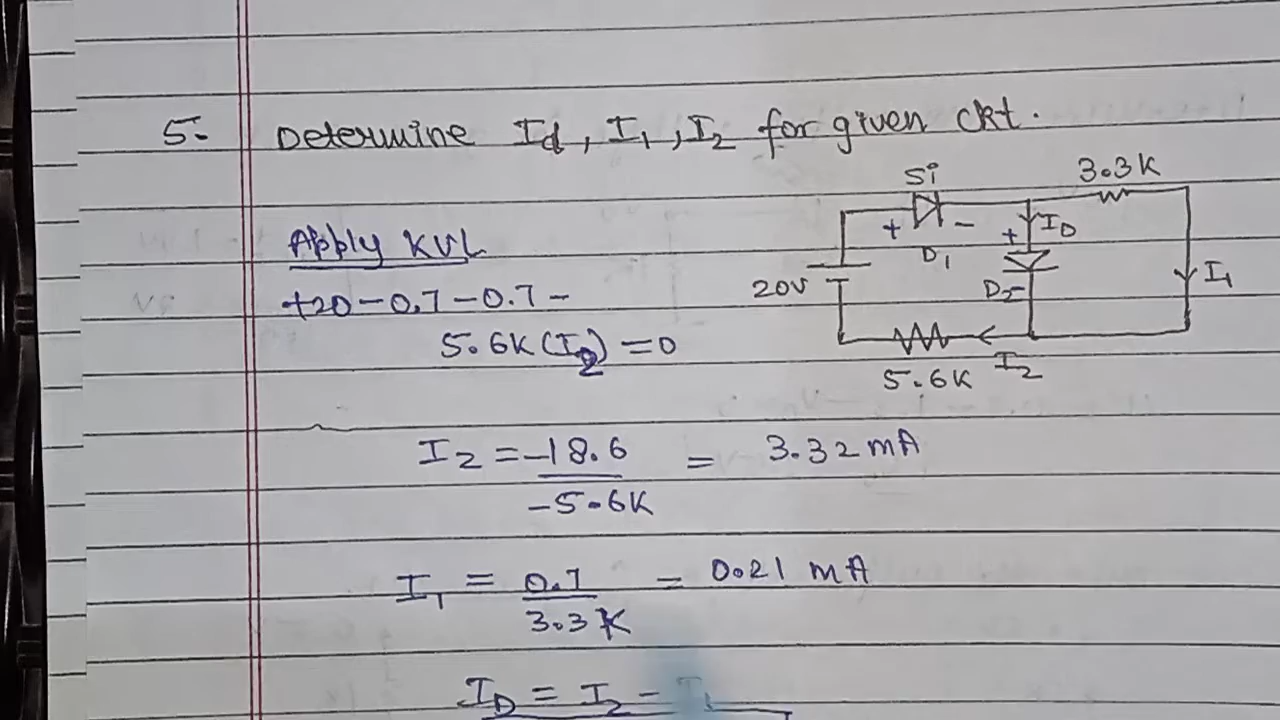 5. Determine Id, I1, I2 for given ckt.
Si
3.3K
Apply KVL
+ - + ID
D1
+20-0.7-0.7-
20V
D2-
I1
5.6K(I2)=0
5.6K I2
I2 = -18.6 = 3.32mA
-5.6K
I1 = 0.7 = 0.21 mA
3.3K
ID = I2 - I1